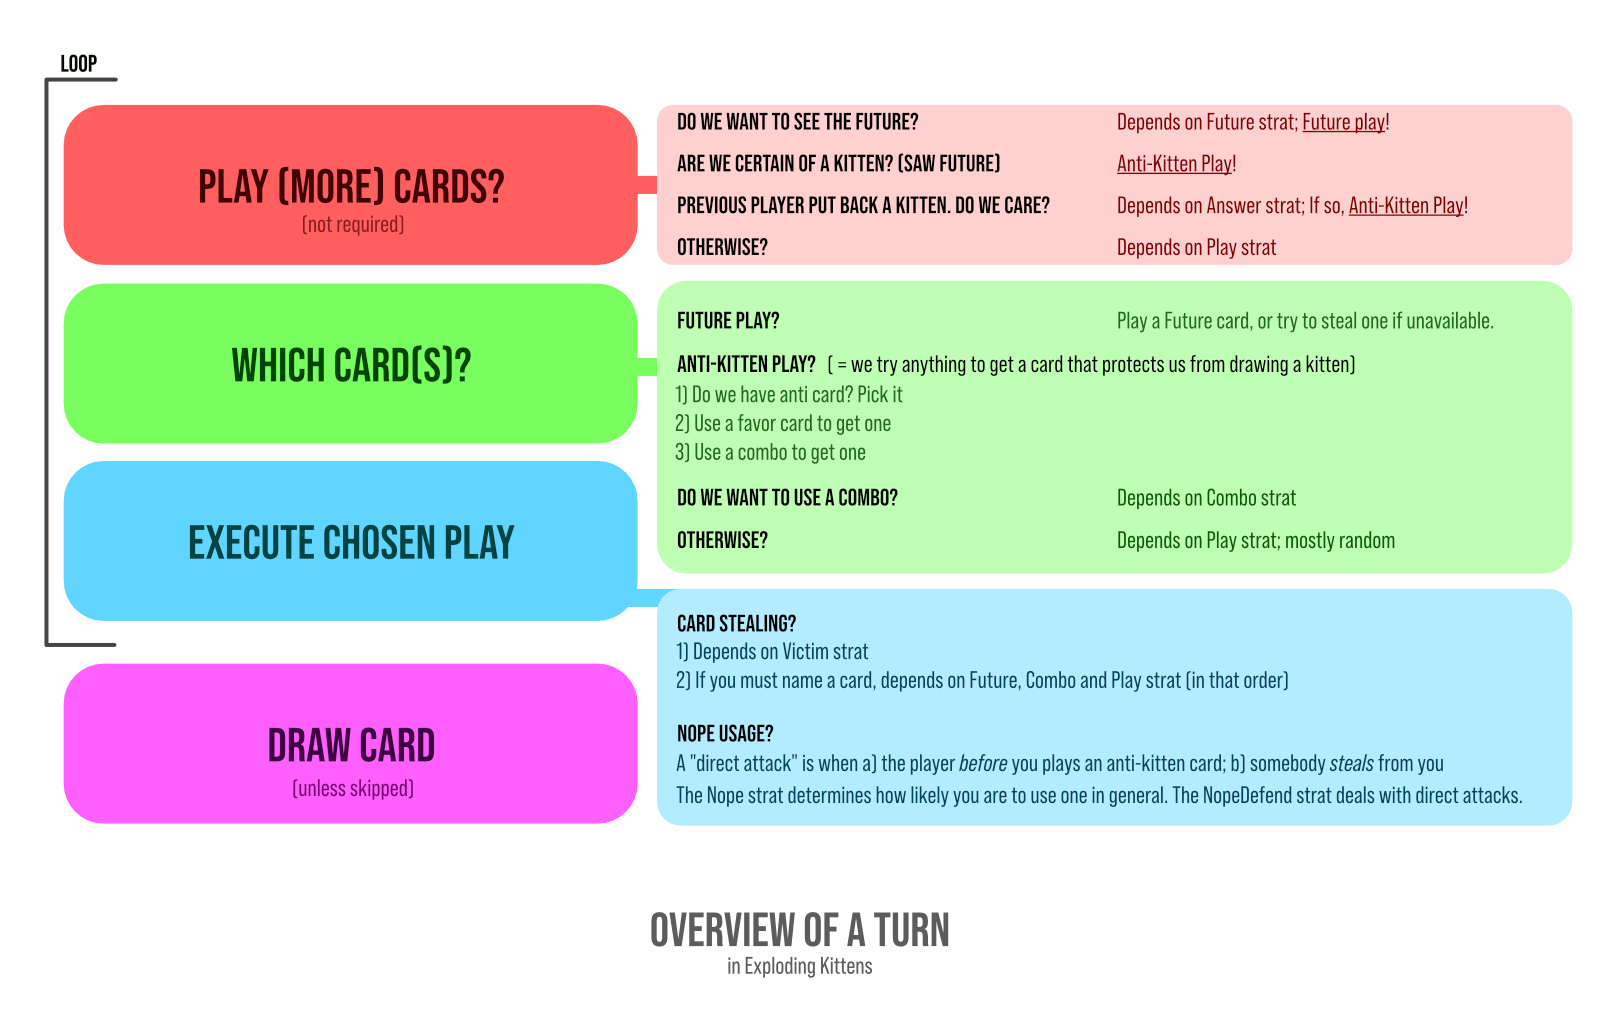 LOOP
PLAY (MORE) CARDS?
(not required)
DO WE WANT TO SEE THE FUTURE? Depends on Future strat; Future play!
ARE WE CERTAIN OF A KITTEN? (SAW FUTURE) Anti-Kitten Play!
PREVIOUS PLAYER PUT BACK A KITTEN. DO WE CARE? Depends on Answer strat; If so, Anti-Kitten Play!
OTHERWISE? Depends on Play strat
WHICH CARD(S)?
FUTURE PLAY? Play a Future card, or try to steal one if unavailable.
ANTI-KITTEN PLAY? ( = we try anything to get a card that protects us from drawing a kitten)
1) Do we have anti card? Pick it
2) Use a favor card to get one
3) Use a combo to get one
DO WE WANT TO USE A COMBO? Depends on Combo strat
OTHERWISE? Depends on Play strat; mostly random
EXECUTE CHOSEN PLAY
CARD STEALING?
1) Depends on Victim strat
2) If you must name a card, depends on Future, Combo and Play strat (in that order)
NOPE USAGE?
A "direct attack" is when a) the player before you plays an anti-kitten card; b) somebody steals from you
The Nope strat determines how likely you are to use one in general. The NopeDefend strat deals with direct attacks.
DRAW CARD
(unless skipped)
OVERVIEW OF A TURN
in Exploding Kittens